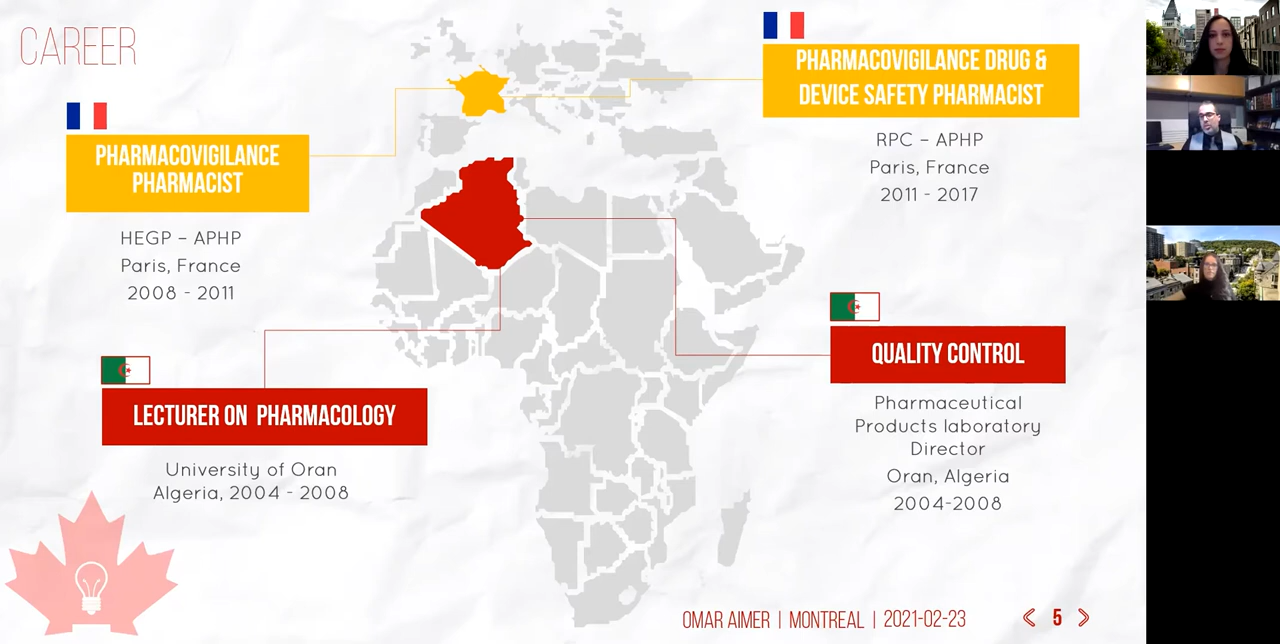 CAREER
PHARMACOVIGILANCE
PHARMACIST
HEGP – APHP
Paris, France
2008 - 2011
PHARMACOVIGILANCE DRUG &
DEVICE SAFETY PHARMACIST
RPC – APHP
Paris, France
2011 - 2017
LECTURER ON PHARMACOLOGY
University of Oran
Algeria, 2004 - 2008
QUALITY CONTROL
Pharmaceutical
Products laboratory
Director
Oran, Algeria
2004-2008
OMAR AIMER | MONTREAL | 2021-02-23
5